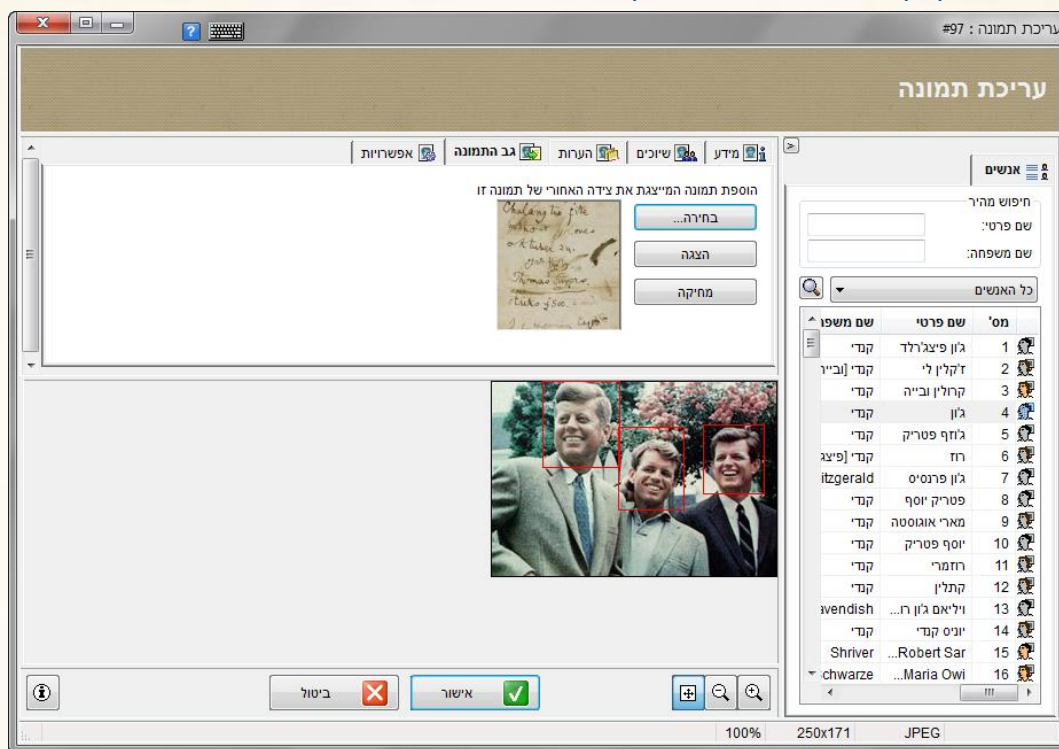 עריכת תמונה : #97
עריכת תמונה
אנשים
חיפוש מהיר
שם פרטי:
שם משפחה:
כל האנשים
מס' שם פרטי שם משפח
1 ג'ון פיצג'רלד קנדי
2 ז'קלין לי קנדי [ובייר
3 קרולין ובייה קנדי
4 ג'ון קנדי
5 ג'וזף פטריק קנדי
6 רוז קנדי [פיצג
7 ג'ון פרנסיס itzgerald
8 פטריק יוסף קנדי
9 מארי אוגוסטה קנדי
10 יוסף פטריק קנדי
11 רוזמרי קנדי
12 קתלין קנדי
13 ויליאם ג'ון רו... avendish
14 יוניס קנדי קנדי
15 Robert Sar... Shriver
16 Maria Owi... chwarze
מידע שיוכים הערות גב התמונה אפשרויות
הוספת תמונה המייצגת את צידה האחורי של תמונה זו
בחירה...
הצגה
מחיקה
Thomas
אישור ביטול
100% 250x171 JPEG